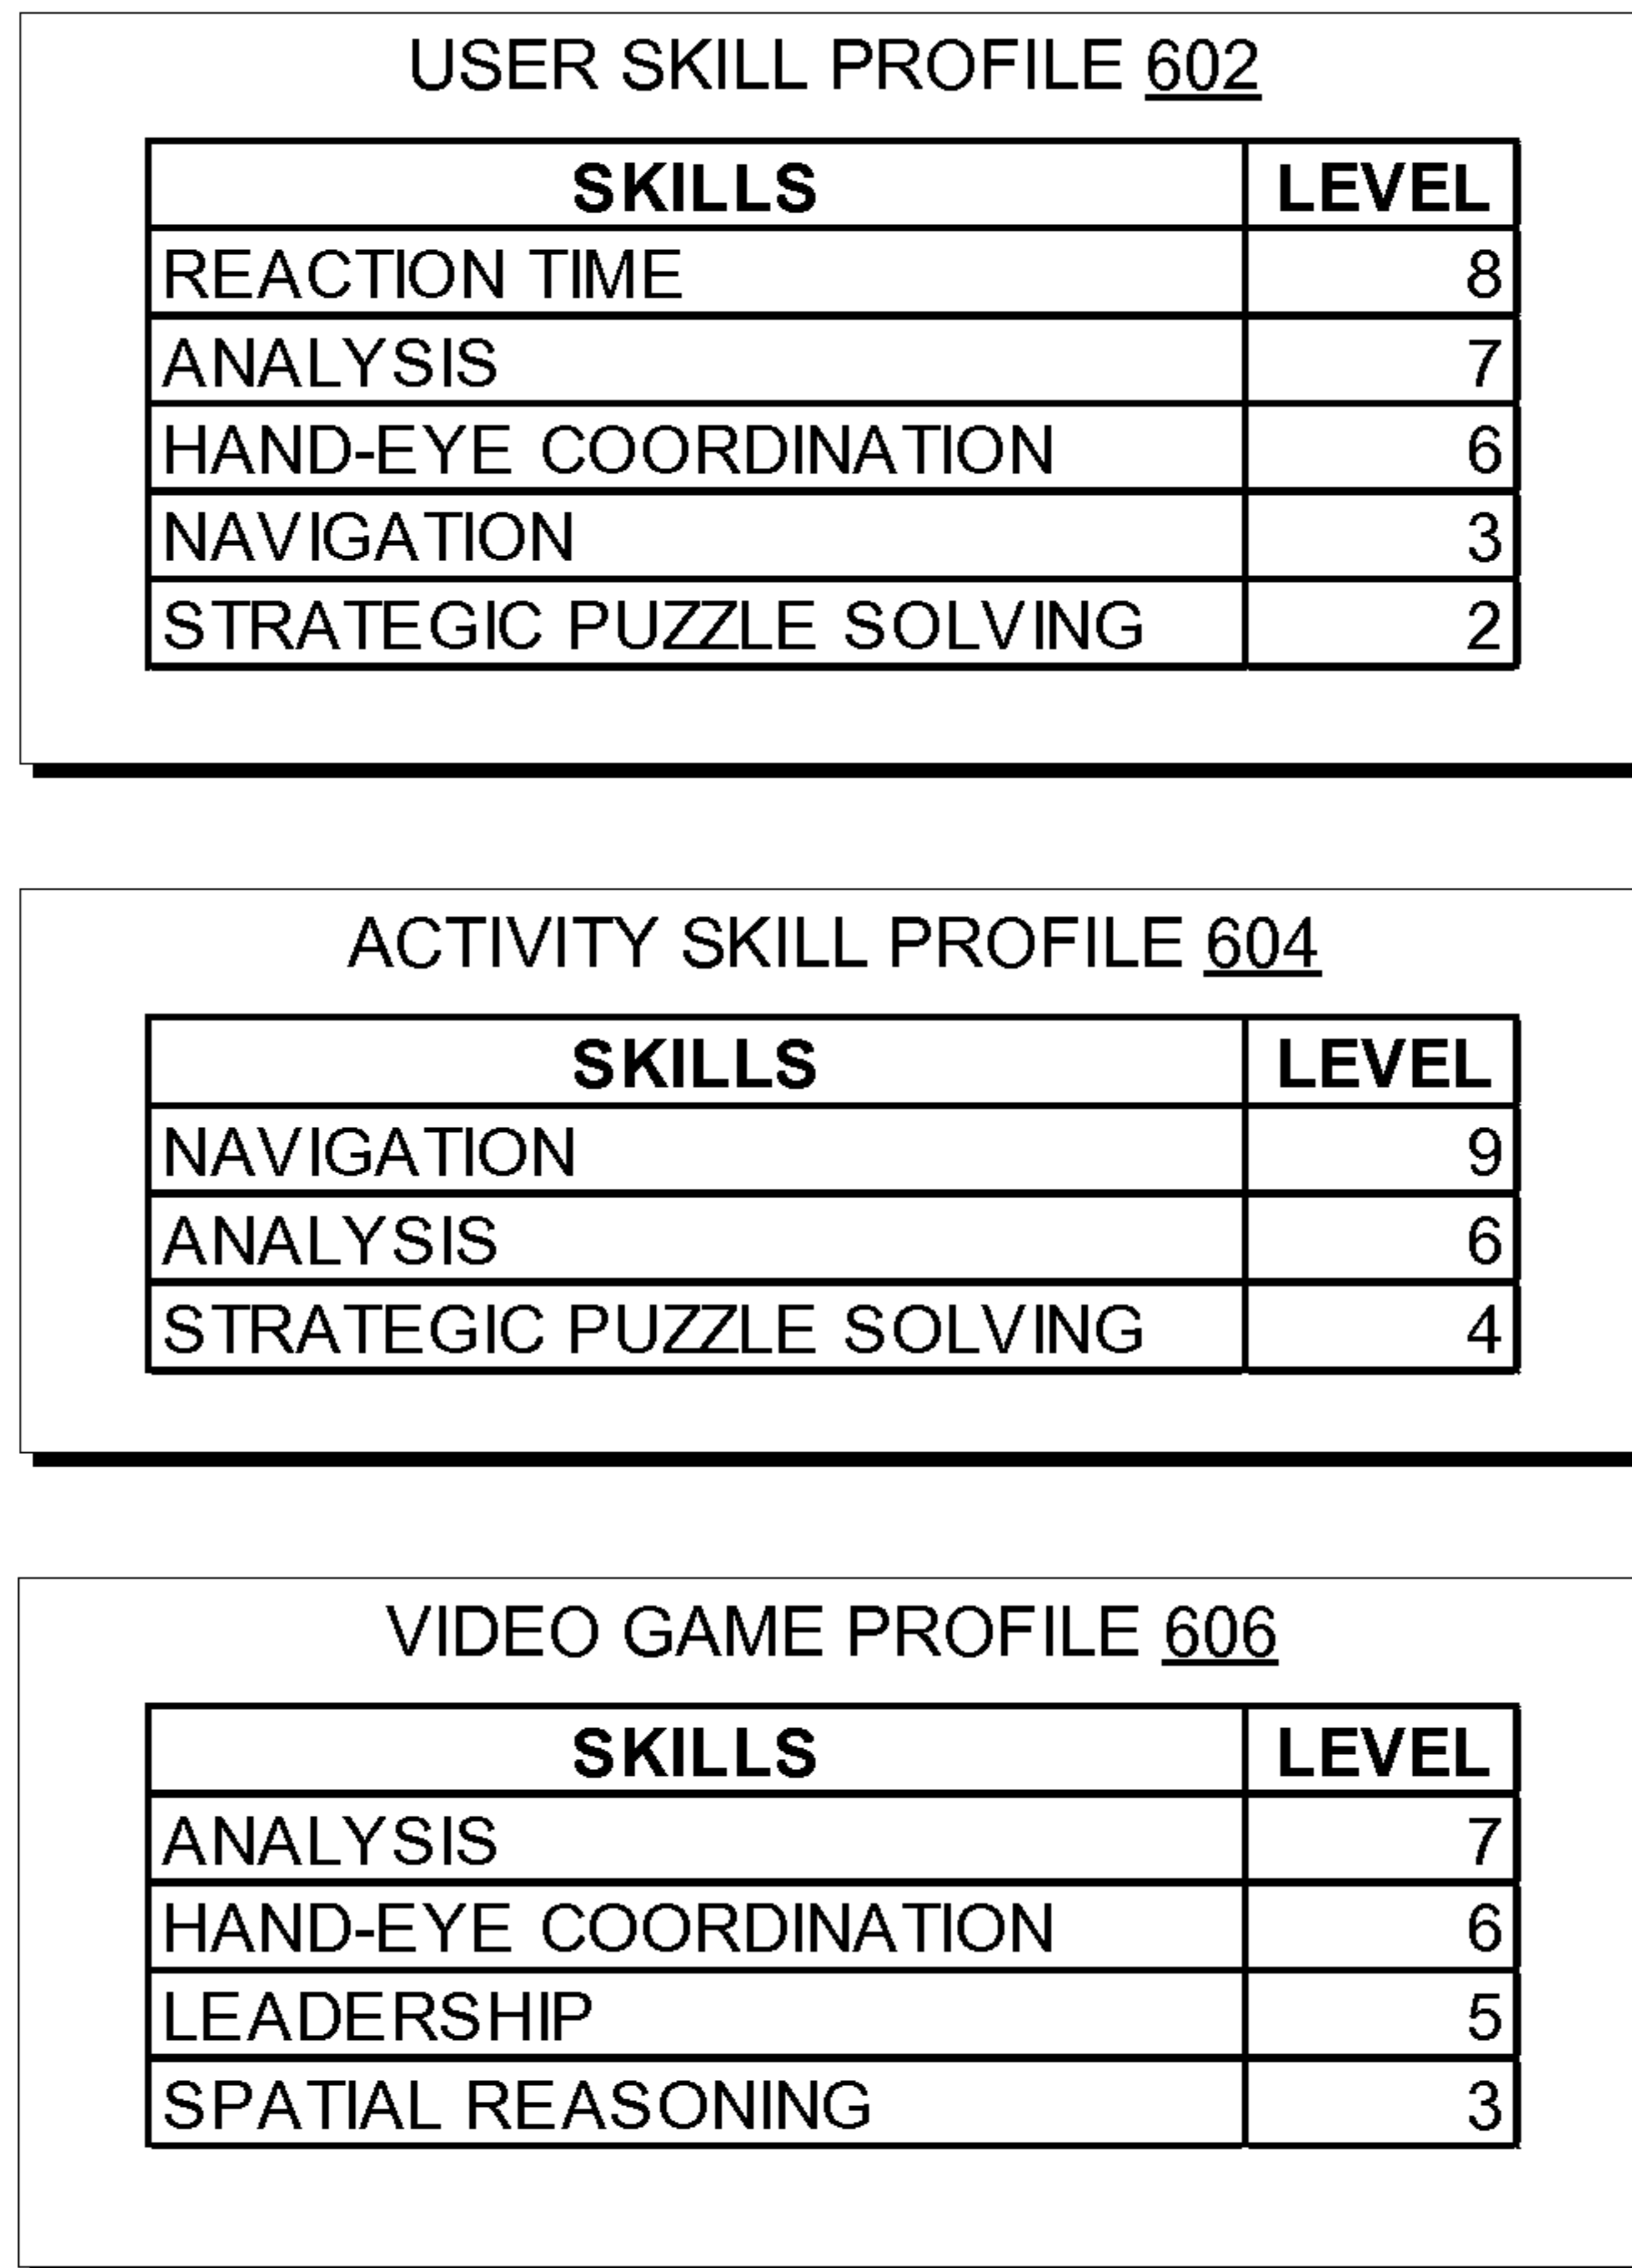 USER SKILL PROFILE 602
SKILLS LEVEL
REACTION TIME 8
ANALYSIS 7
HAND-EYE COORDINATION 6
NAVIGATION 3
STRATEGIC PUZZLE SOLVING 2
ACTIVITY SKILL PROFILE 604
SKILLS LEVEL
NAVIGATION 9
ANALYSIS 6
STRATEGIC PUZZLE SOLVING 4
VIDEO GAME PROFILE 606
SKILLS LEVEL
ANALYSIS 7
HAND-EYE COORDINATION 6
LEADERSHIP 5
SPATIAL REASONING 3